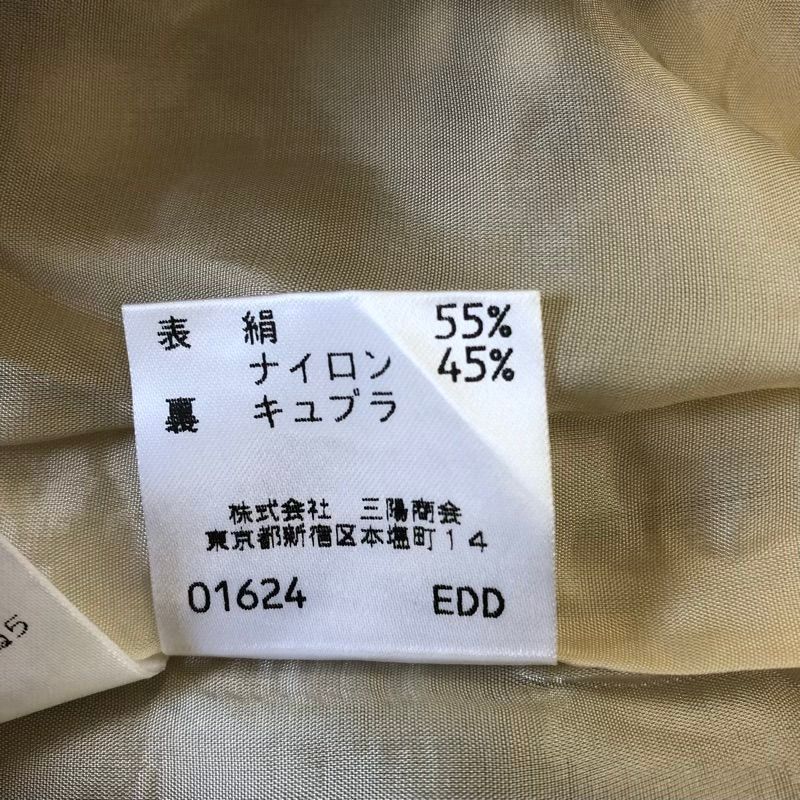 表 絹 55%
ナイロン 45%
裏 キュプラ
株式会社 三陽商会
東京都新宿区本塩町14
01624 EDD
Q5